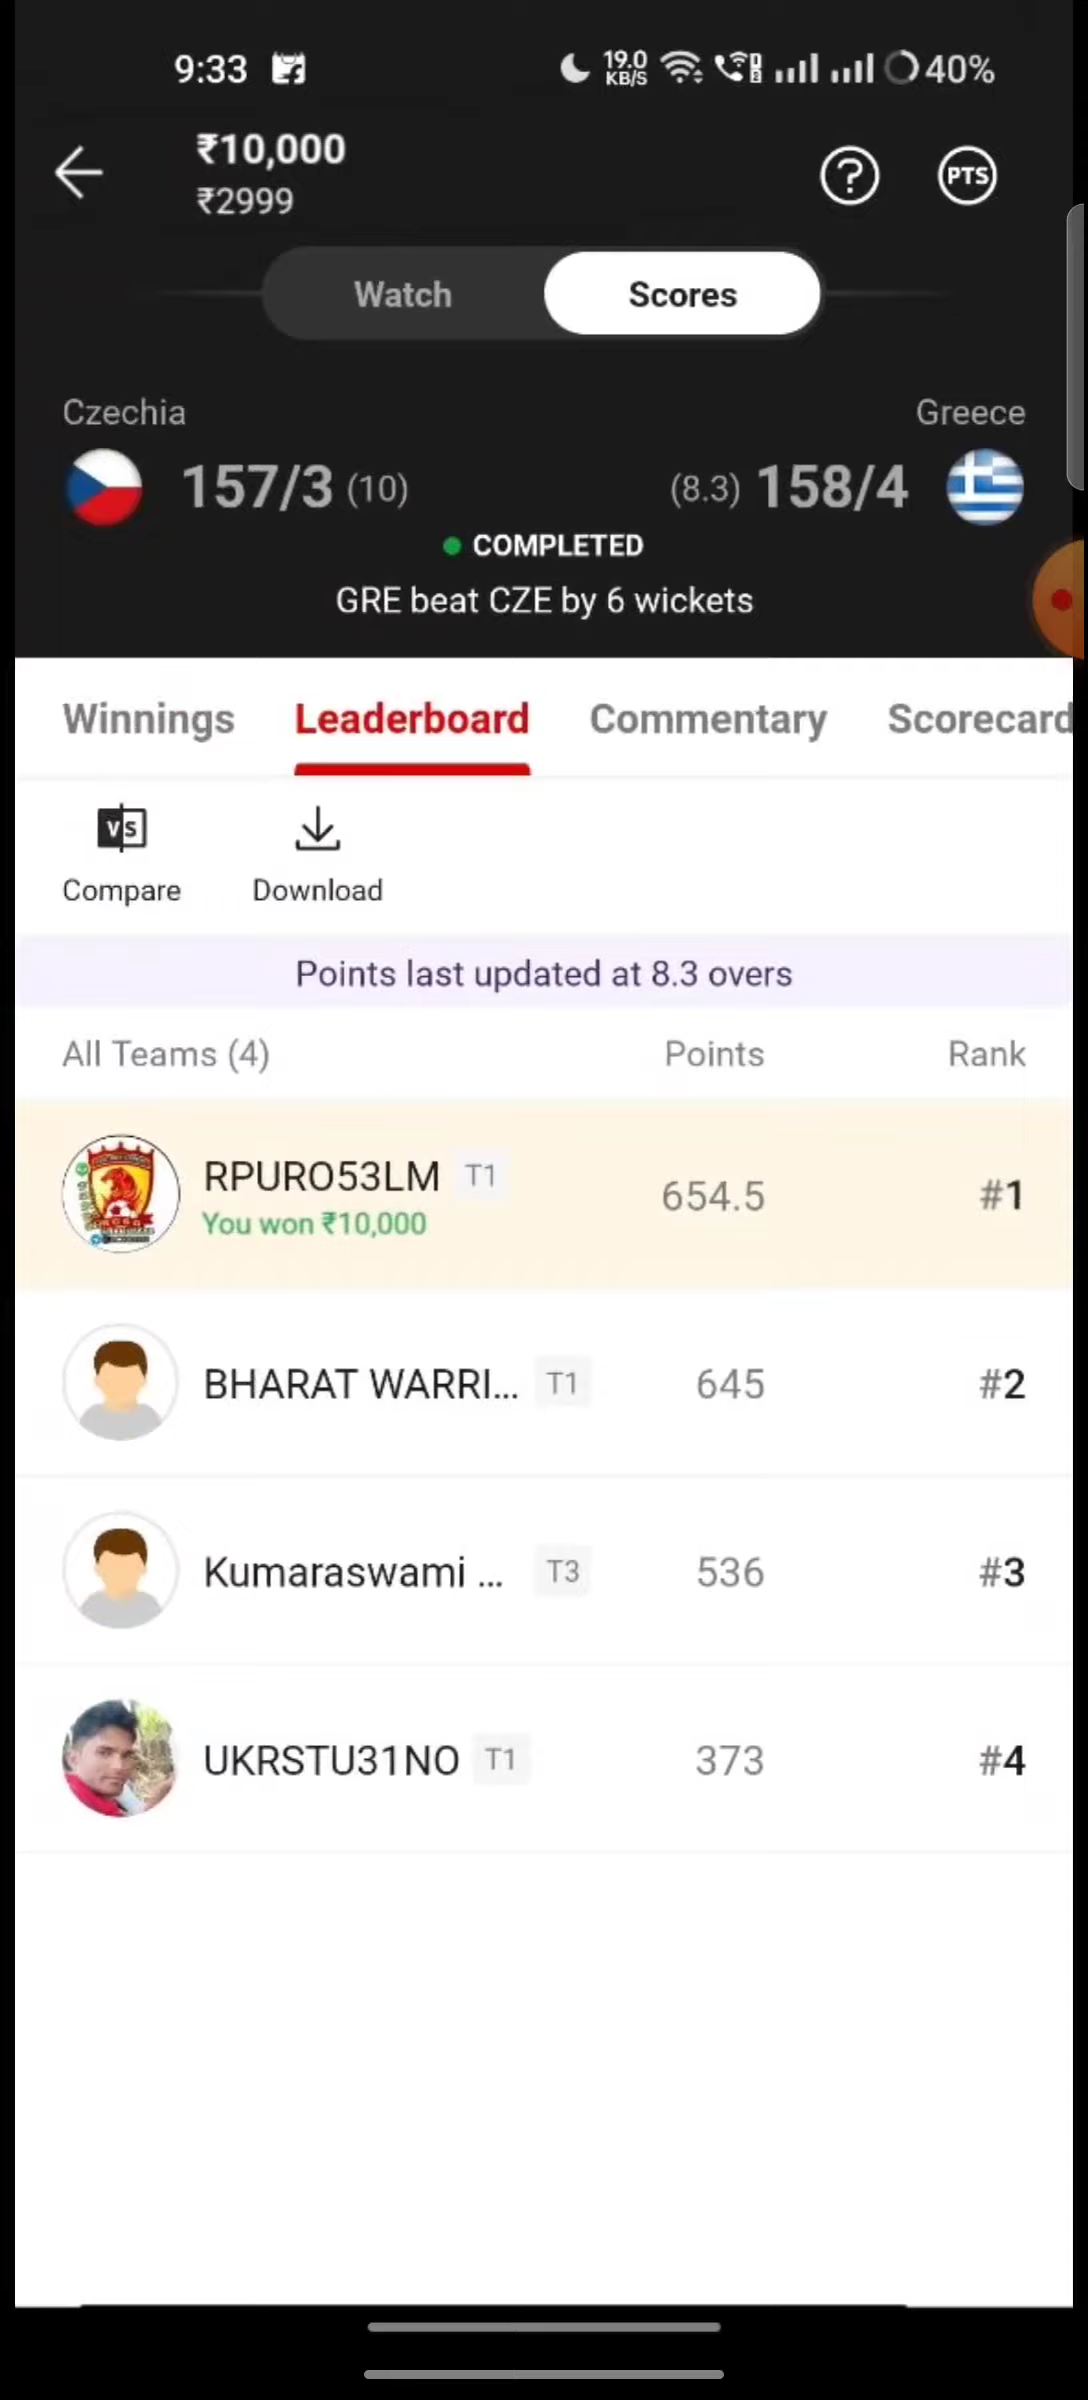 9:33
19.0
KB/S
40%
₹10,000
₹2999
PTS
Watch
Scores
Czechia
Greece
157/3 (10)
(8.3) 158/4
COMPLETED
GRE beat CZE by 6 wickets
Winnings
Leaderboard
Commentary
Scorecard
VS
Compare
Download
Points last updated at 8.3 overs
All Teams (4)
Points
Rank
RPURO53LM T1
654.5
#1
You won ₹10,000
BHARAT WARRI... T1
645
#2
Kumaraswami ... T3
536
#3
UKRSTU31NO T1
373
#4